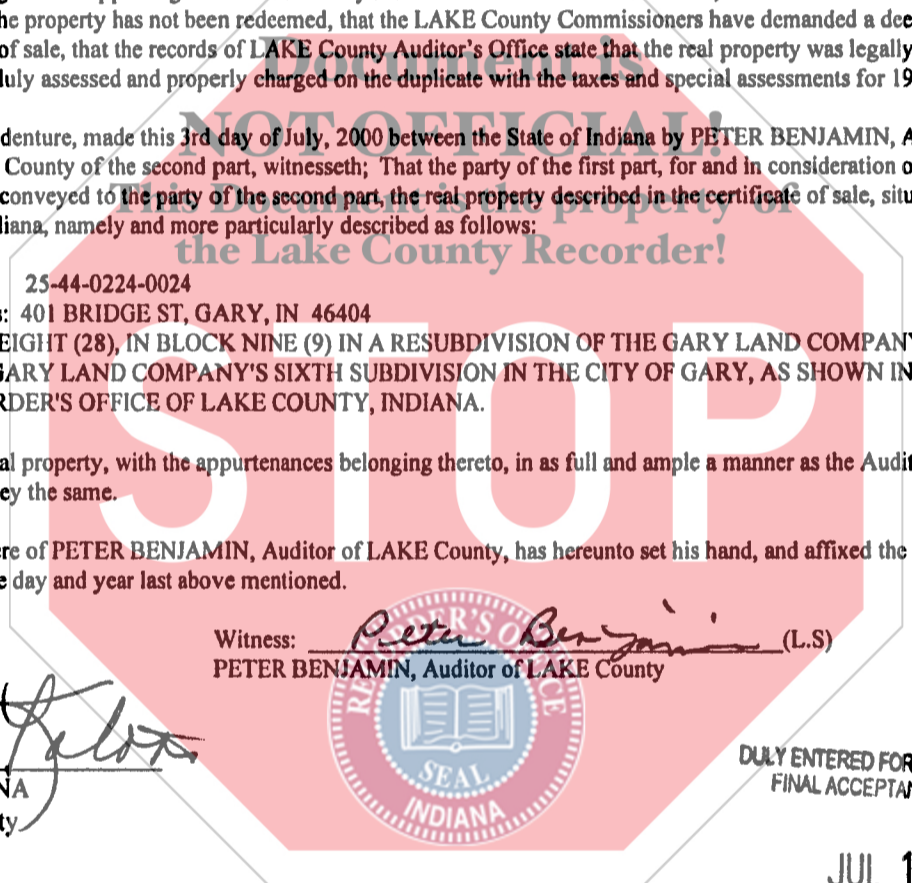 he property has not been redeemed, that the LAKE County Commissioners have demanded a dee
of sale, that the records of LAKE County Auditor's Office state that the real property was legally
uly assessed and properly charged on the duplicate with the taxes and special assessments for 19
Document is
NOT OFFICIAL!
This Document is the property of
the Lake County Recorder!
denture, made this 3rd day of July, 2000 between the State of Indiana by PETER BENJAMIN, A
County of the second part, witnesseth; That the party of the first part, for and in consideration o
conveyed to the party of the second part, the real property described in the certificate of sale, situ
liana, namely and more particularly described as follows:
25-44-0224-0024
s: 401 BRIDGE ST, GARY, IN 46404
EIGHT (28), IN BLOCK NINE (9) IN A RESUBDIVISION OF THE GARY LAND COMPANY
GARY LAND COMPANY'S SIXTH SUBDIVISION IN THE CITY OF GARY, AS SHOWN IN
RDER'S OFFICE OF LAKE COUNTY, INDIANA.
STOP
al property, with the appurtenances belonging thereto, in as full and ample a manner as the Audit
ey the same.
re of PETER BENJAMIN, Auditor of LAKE County, has hereunto set his hand, and affixed the
e day and year last above mentioned.
Witness: Peter Benjamin (L.S)
PETER BENJAMIN, Auditor of LAKE County
RECORDER'S OFFICE
SEAL
INDIANA
NA
ty
DULY ENTERED FOR
FINAL ACCEPTAN
JUL 1